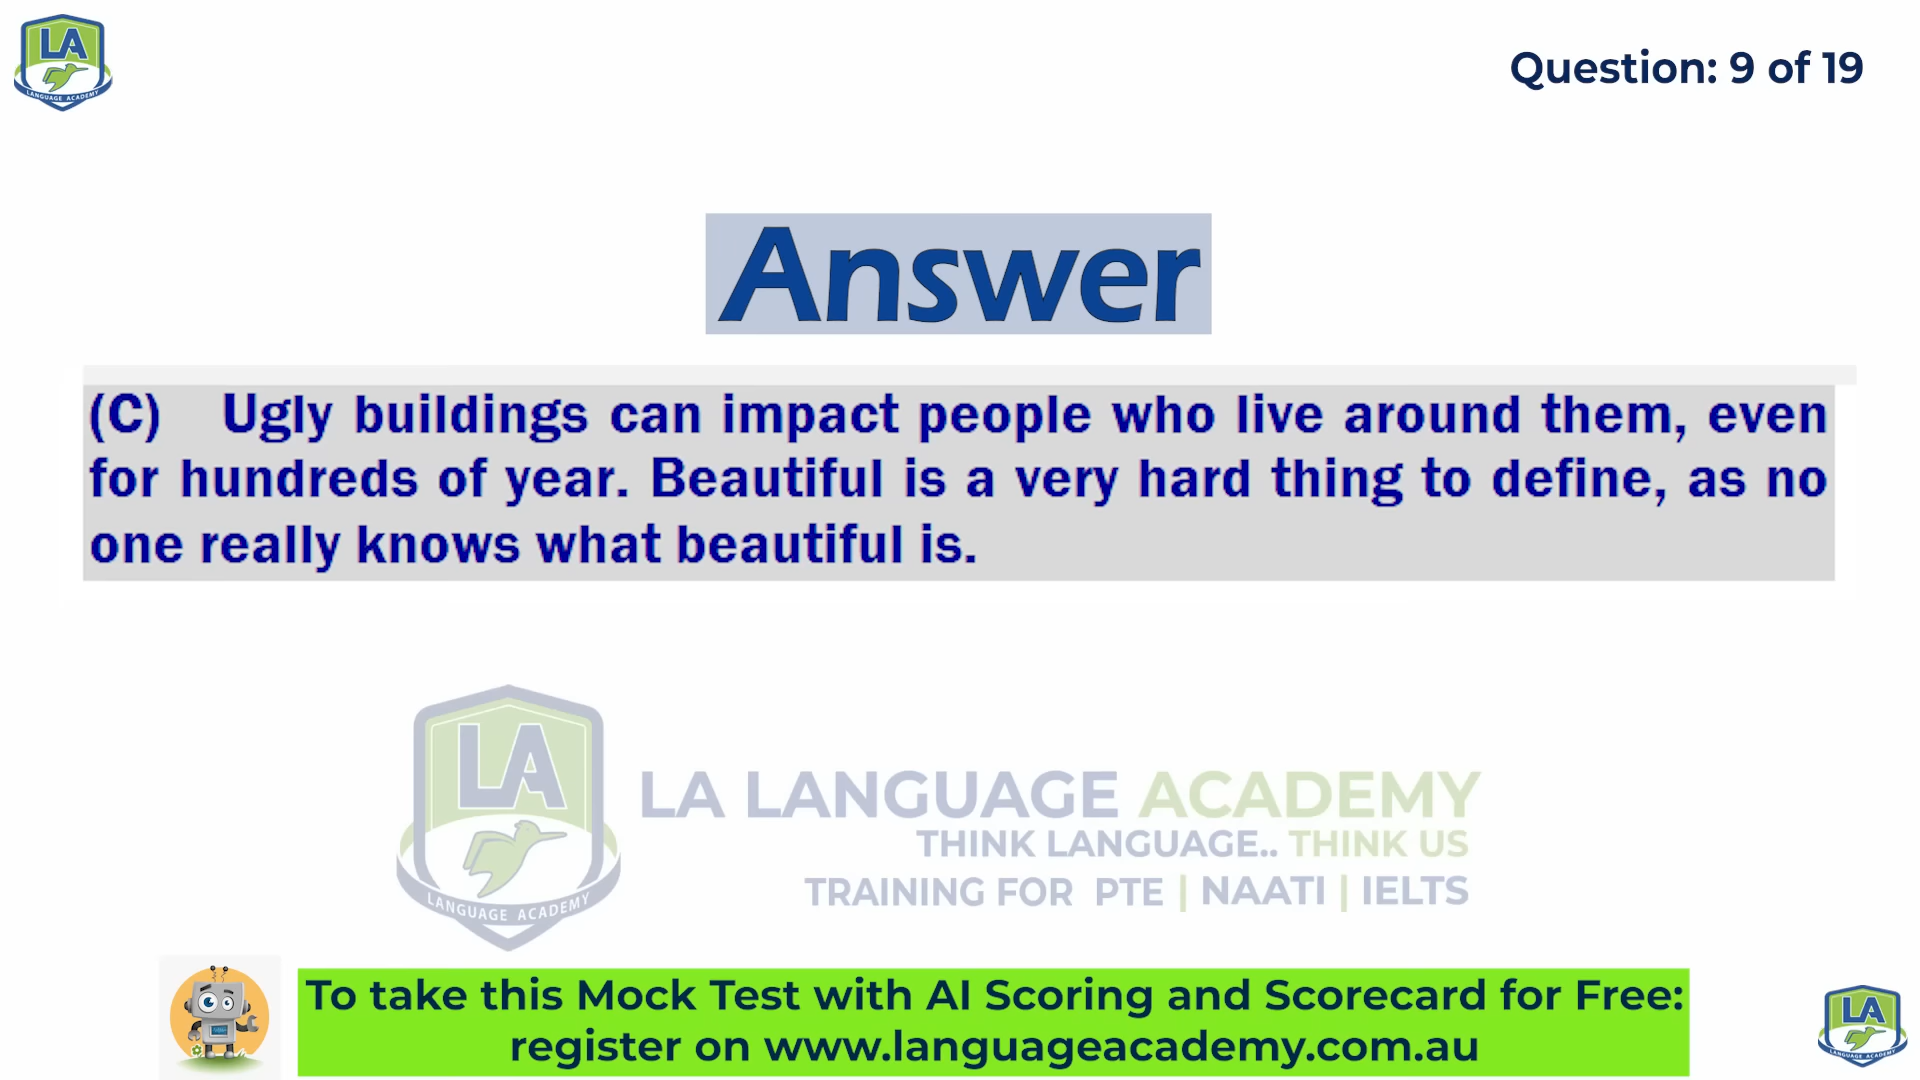 LA
LANGUAGE ACADEMY
Question: 9 of 19
Answer
(C) Ugly buildings can impact people who live around them, even
for hundreds of year. Beautiful is a very hard thing to define, as no
one really knows what beautiful is.
LA
LANGUAGE ACADEMY
LA LANGUAGE ACADEMY
THINK LANGUAGE.. THINK US
TRAINING FOR PTE | NAATI | IELTS
To take this Mock Test with AI Scoring and Scorecard for Free:
register on www.languageacademy.com.au
LA
LANGUAGE ACADEMY